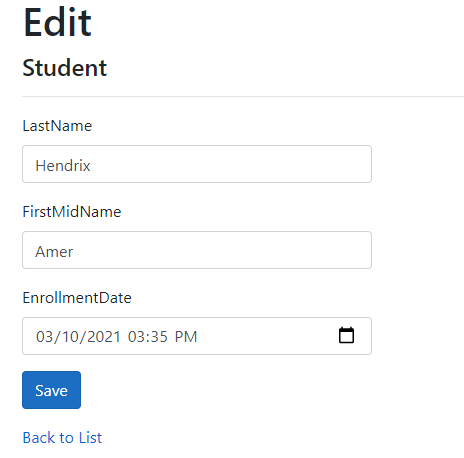 Edit
Student
LastName
Hendrix
FirstMidName
Amer
EnrollmentDate
03/10/2021 03:35 PM
Save
Back to List